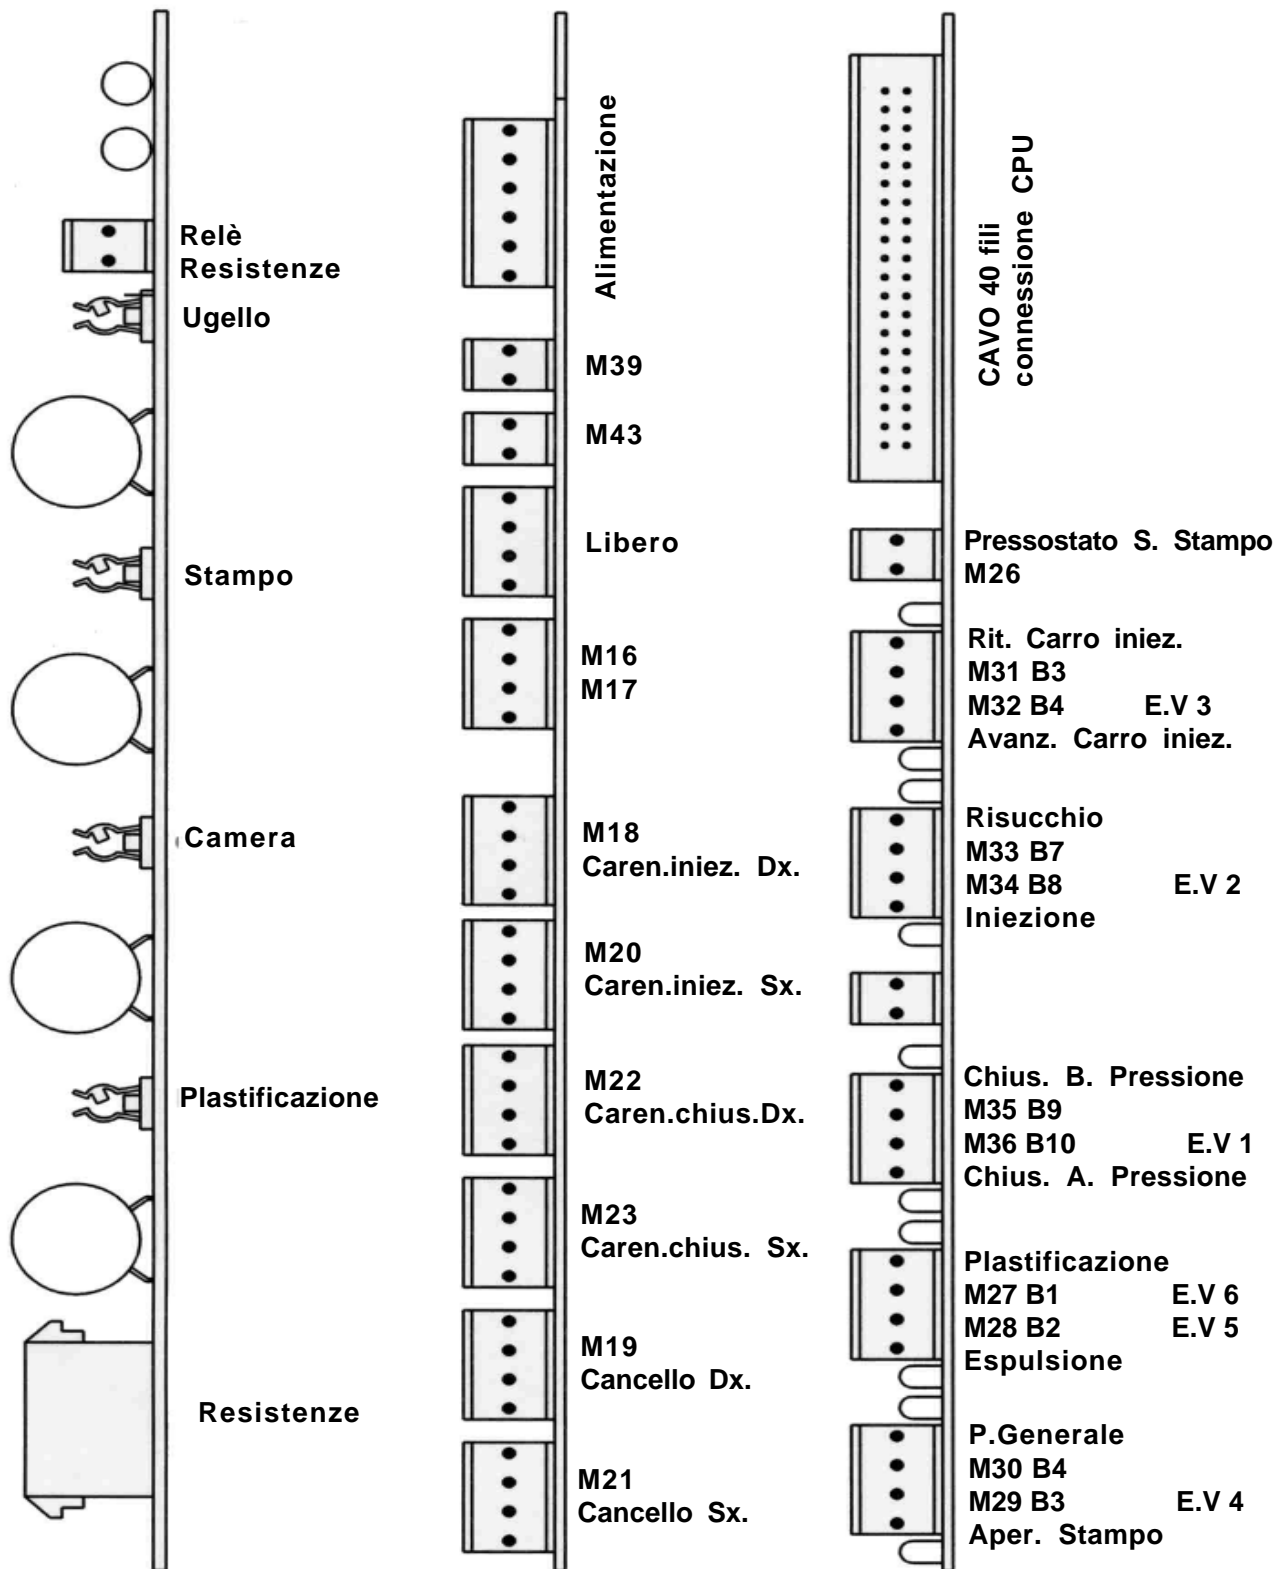 Relè
Resistenze
Ugello
Stampo
Camera
Plastificazione
Resistenze
Alimentazione
M39
M43
Libero
M16
M17
M18
Caren.iniez. Dx.
M20
Caren.iniez. Sx.
M22
Caren.chius.Dx.
M23
Caren.chius. Sx.
M19
Cancello Dx.
M21
Cancello Sx.
CAVO 40 fili
connessione CPU
Pressostato S. Stampo
M26
Rit. Carro iniez.
M31 B3
M32 B4 E.V 3
Avanz. Carro iniez.
Risucchio
M33 B7
M34 B8 E.V 2
Iniezione
Chius. B. Pressione
M35 B9
M36 B10 E.V 1
Chius. A. Pressione
Plastificazione
M27 B1 E.V 6
M28 B2 E.V 5
Espulsione
P.Generale
M30 B4
M29 B3 E.V 4
Aper. Stampo